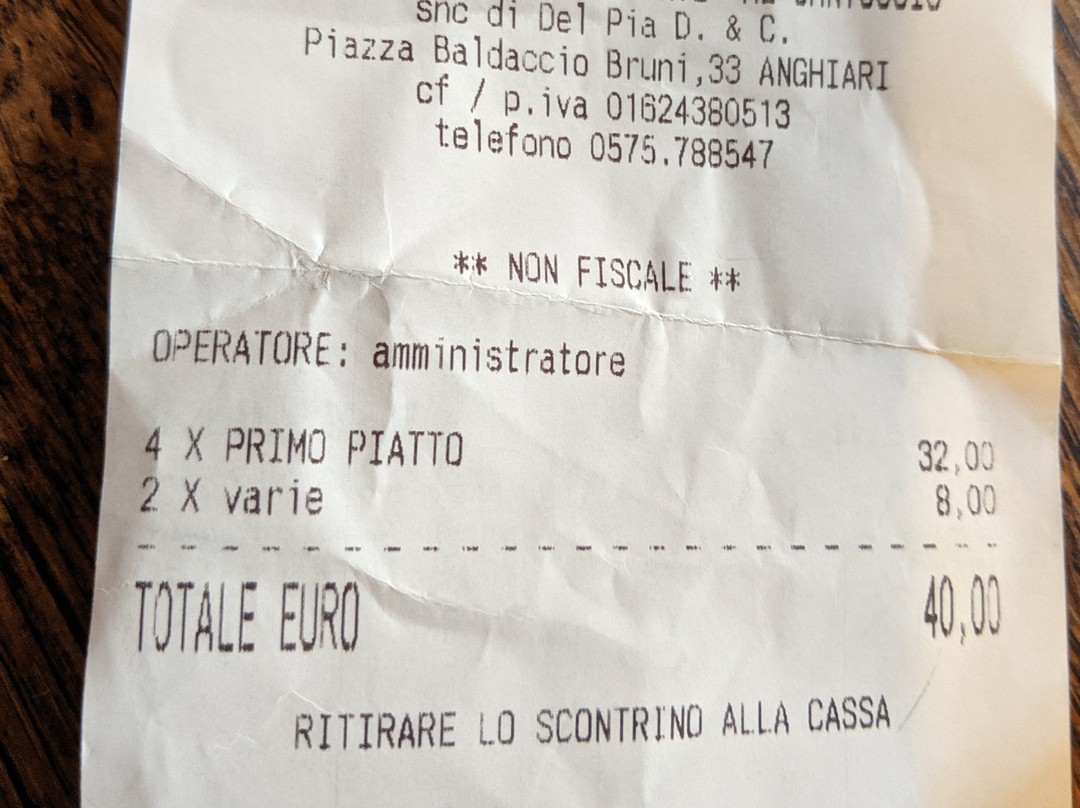 snc di Del Pia D. & C.
Piazza Baldaccio Bruni,33 ANGHIARI
cf / p.iva 01624380513
telefono 0575.788547
** NON FISCALE **
OPERATORE: amministratore
4 X PRIMO PIATTO 32,00
2 X varie 8,00
TOTALE EURO 40,00
RITIRARE LO SCONTRINO ALLA CASSA